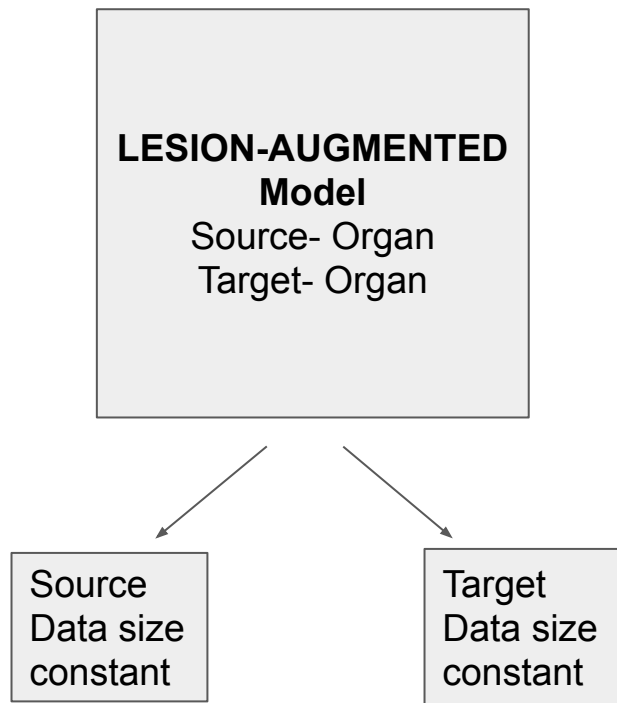 LESION-AUGMENTED
Model
Source- Organ
Target- Organ
Source
Data size
constant
Target
Data size
constant